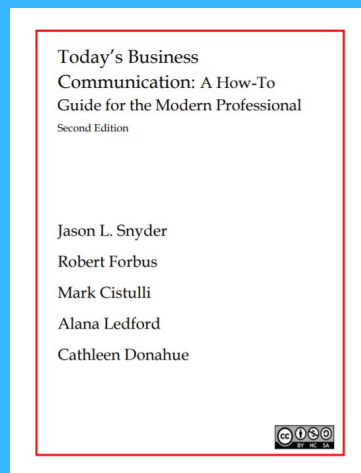 Today's Business
Communication: A How-To
Guide for the Modern Professional
Second Edition
Jason L. Snyder
Robert Forbus
Mark Cistulli
Alana Ledford
Cathleen Donahue
cc
BY NC SA